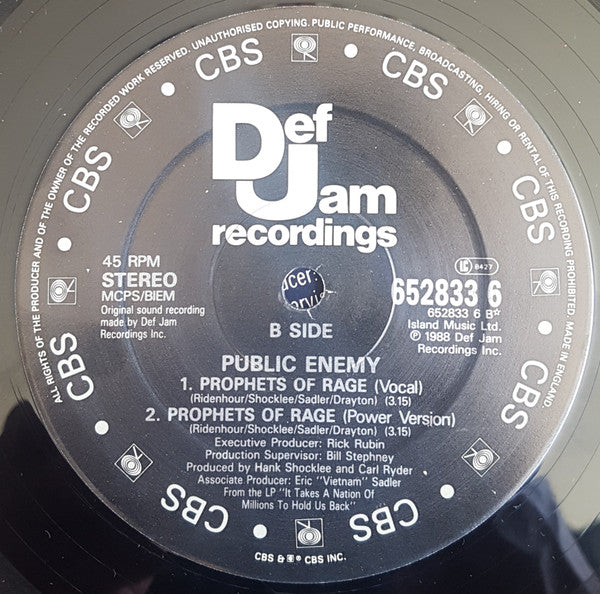 ALL RIGHTS OF THE PRODUCER AND OF THE OWNER OF THE RECORDED WORK RESERVED. UNAUTHORISED COPYING. PUBLIC PERFORMANCE, BROADCASTING, HIRING OR RENTAL OF THIS RECORDING PROHIBITED. MADE IN ENGLAND.
CBS
CBS
CBS
CBS
CBS
CBS
CBS
CBS
Def
Jam
recordings
45 RPM
STEREO
MCPS/BIEM
Original sound recording
made by Def Jam
Recordings Inc.
ucer:
ervis
B SIDE
LC 8427
652833 6
652833 6 B☆
Island Music Ltd.
℗ 1988 Def Jam
Recordings Inc.
PUBLIC ENEMY
1. PROPHETS OF RAGE (Vocal)
(Ridenhour/Shocklee/Sadler/Drayton) (3.15)
2. PROPHETS OF RAGE (Power Version)
(Ridenhour/Shocklee/Sadler/Drayton) (3.15)
Executive Producer: Rick Rubin
Production Supervisor: Bill Stephney
Produced by Hank Shocklee and Carl Ryder
Associate Producer: Eric "Vietnam" Sadler
From the LP "It Takes A Nation Of
Millions To Hold Us Back"
CBS & ® CBS INC.